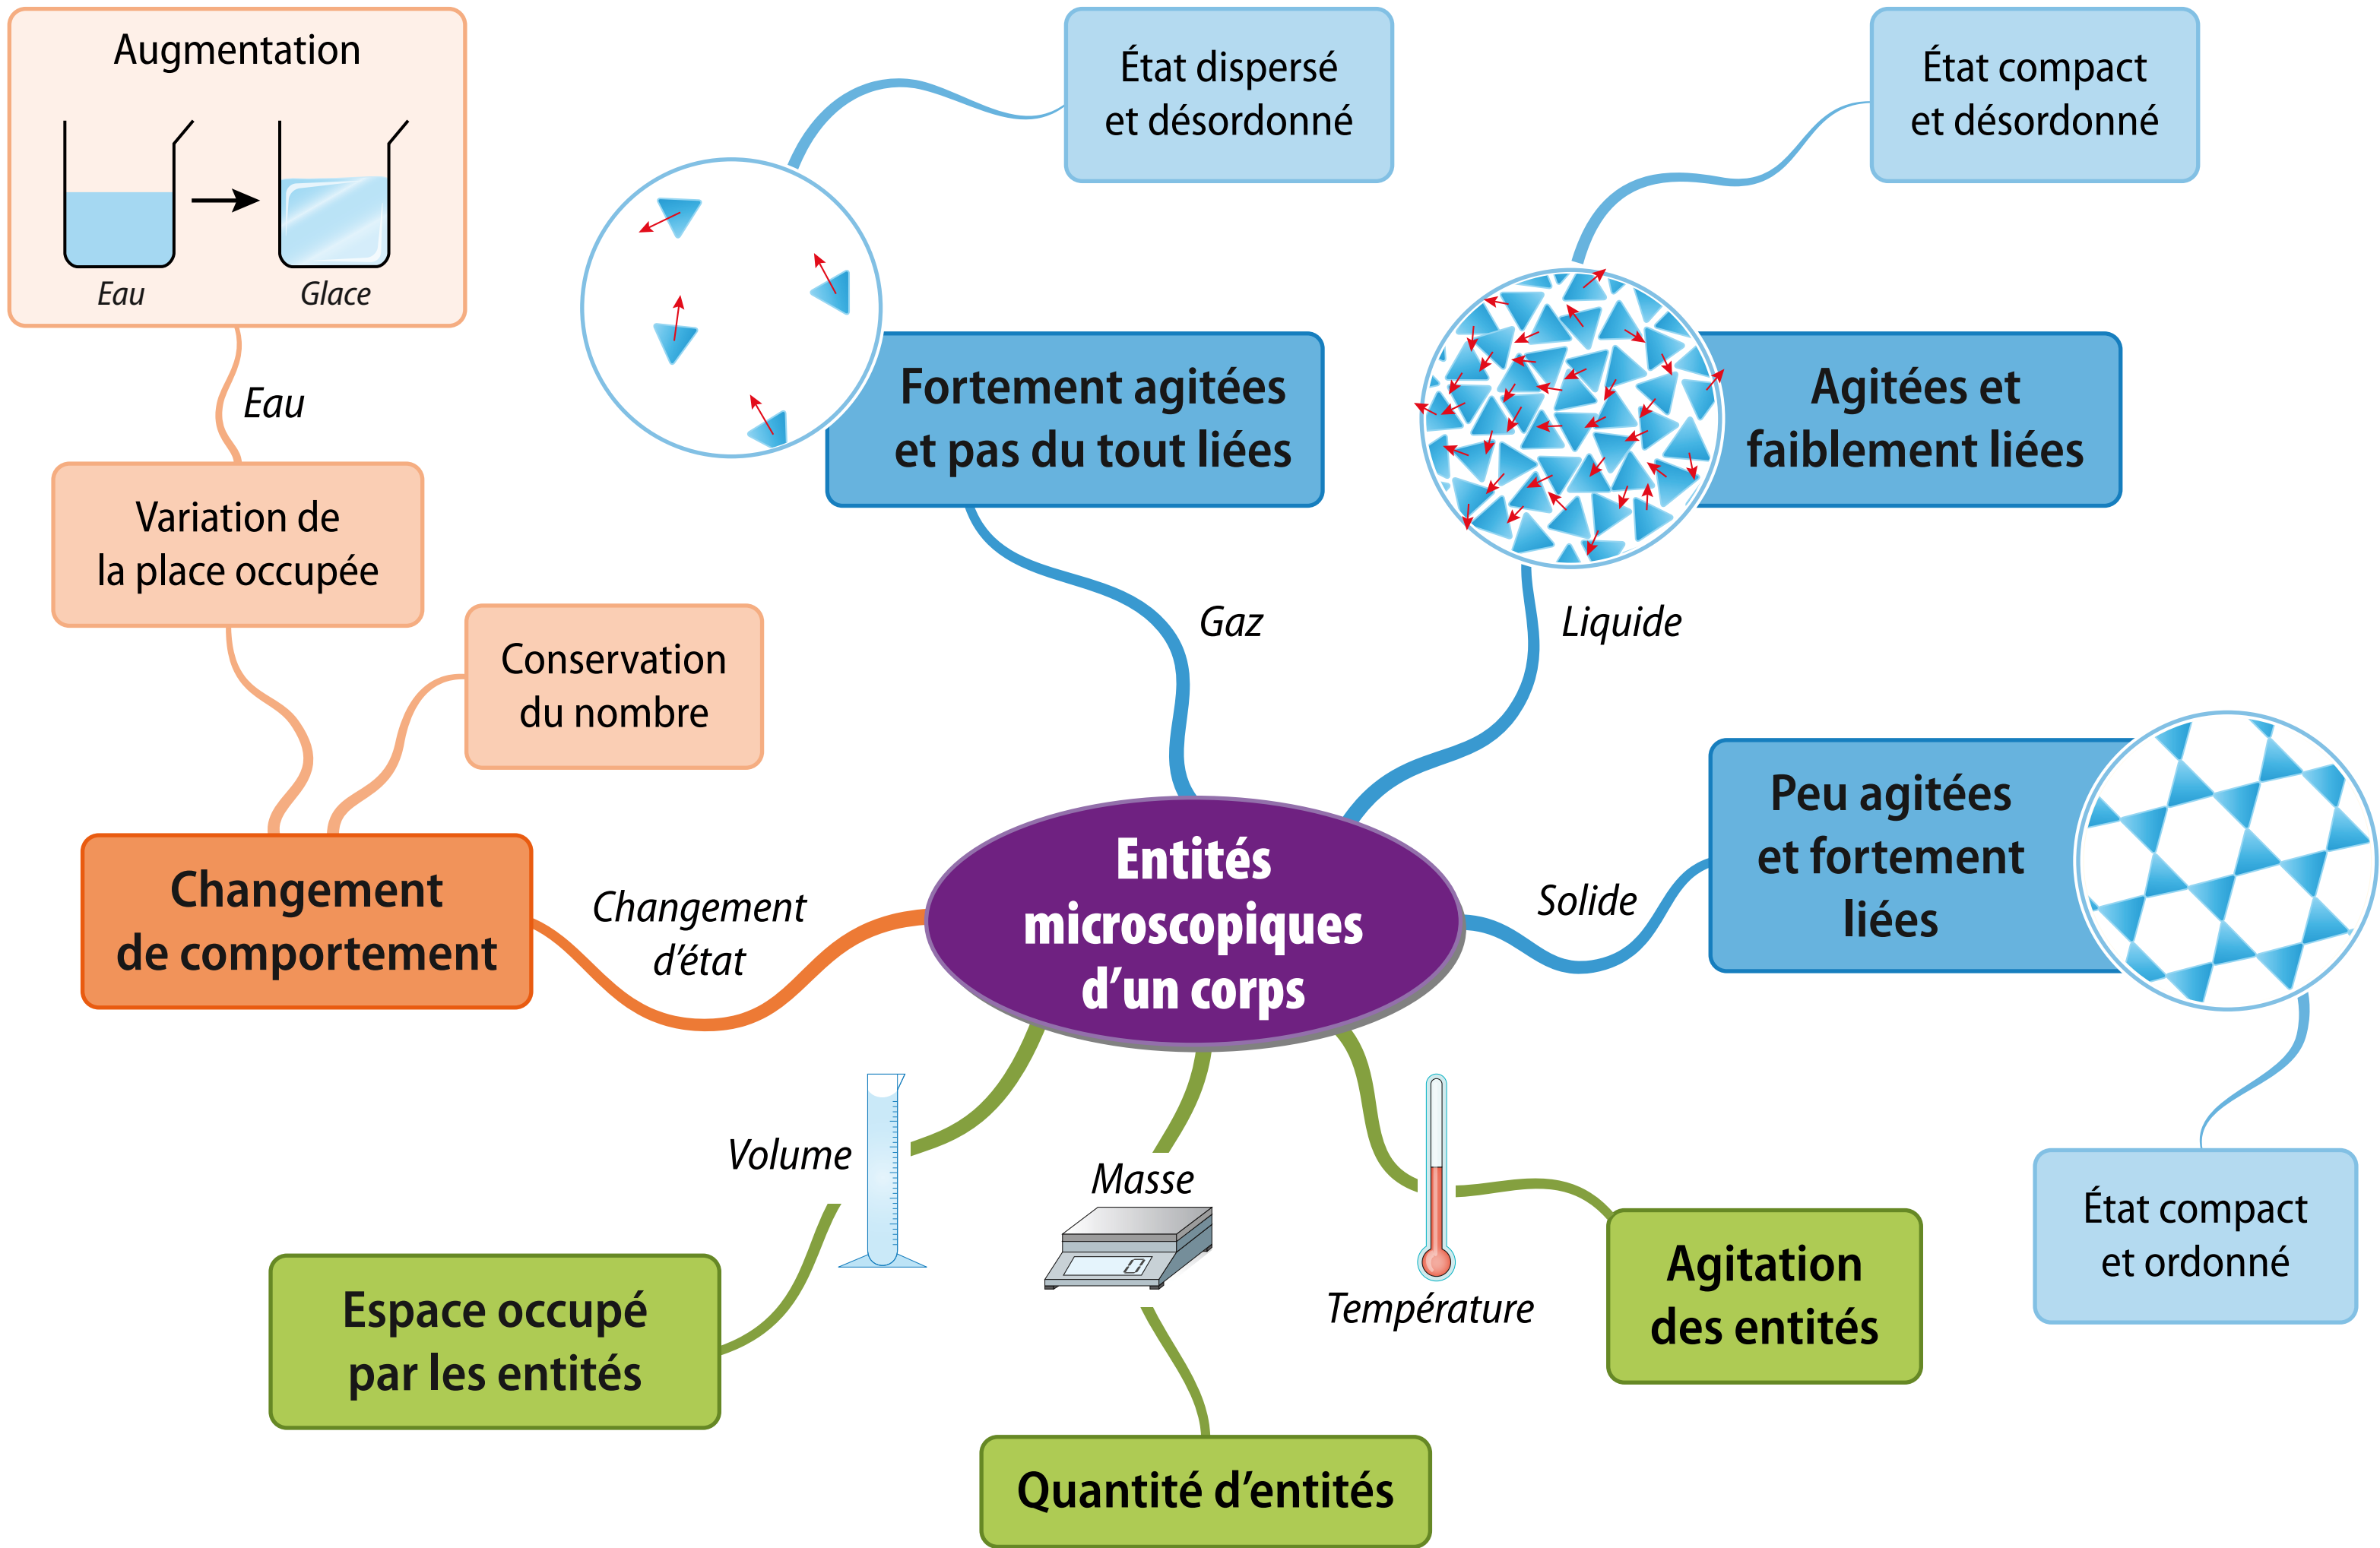 Augmentation
Eau
Glace
Eau
Variation de
la place occupée
Conservation
du nombre
Changement
de comportement
Changement
d’état
État dispersé
et désordonné
Fortement agitées
et pas du tout liées
Gaz
État compact
et désordonné
Agitées et
faiblement liées
Liquide
Entités
microscopiques
d’un corps
Solide
Peu agitées
et fortement
liées
État compact
et ordonné
Volume
Espace occupé
par les entités
Masse
0
Quantité d’entités
Température
Agitation
des entités